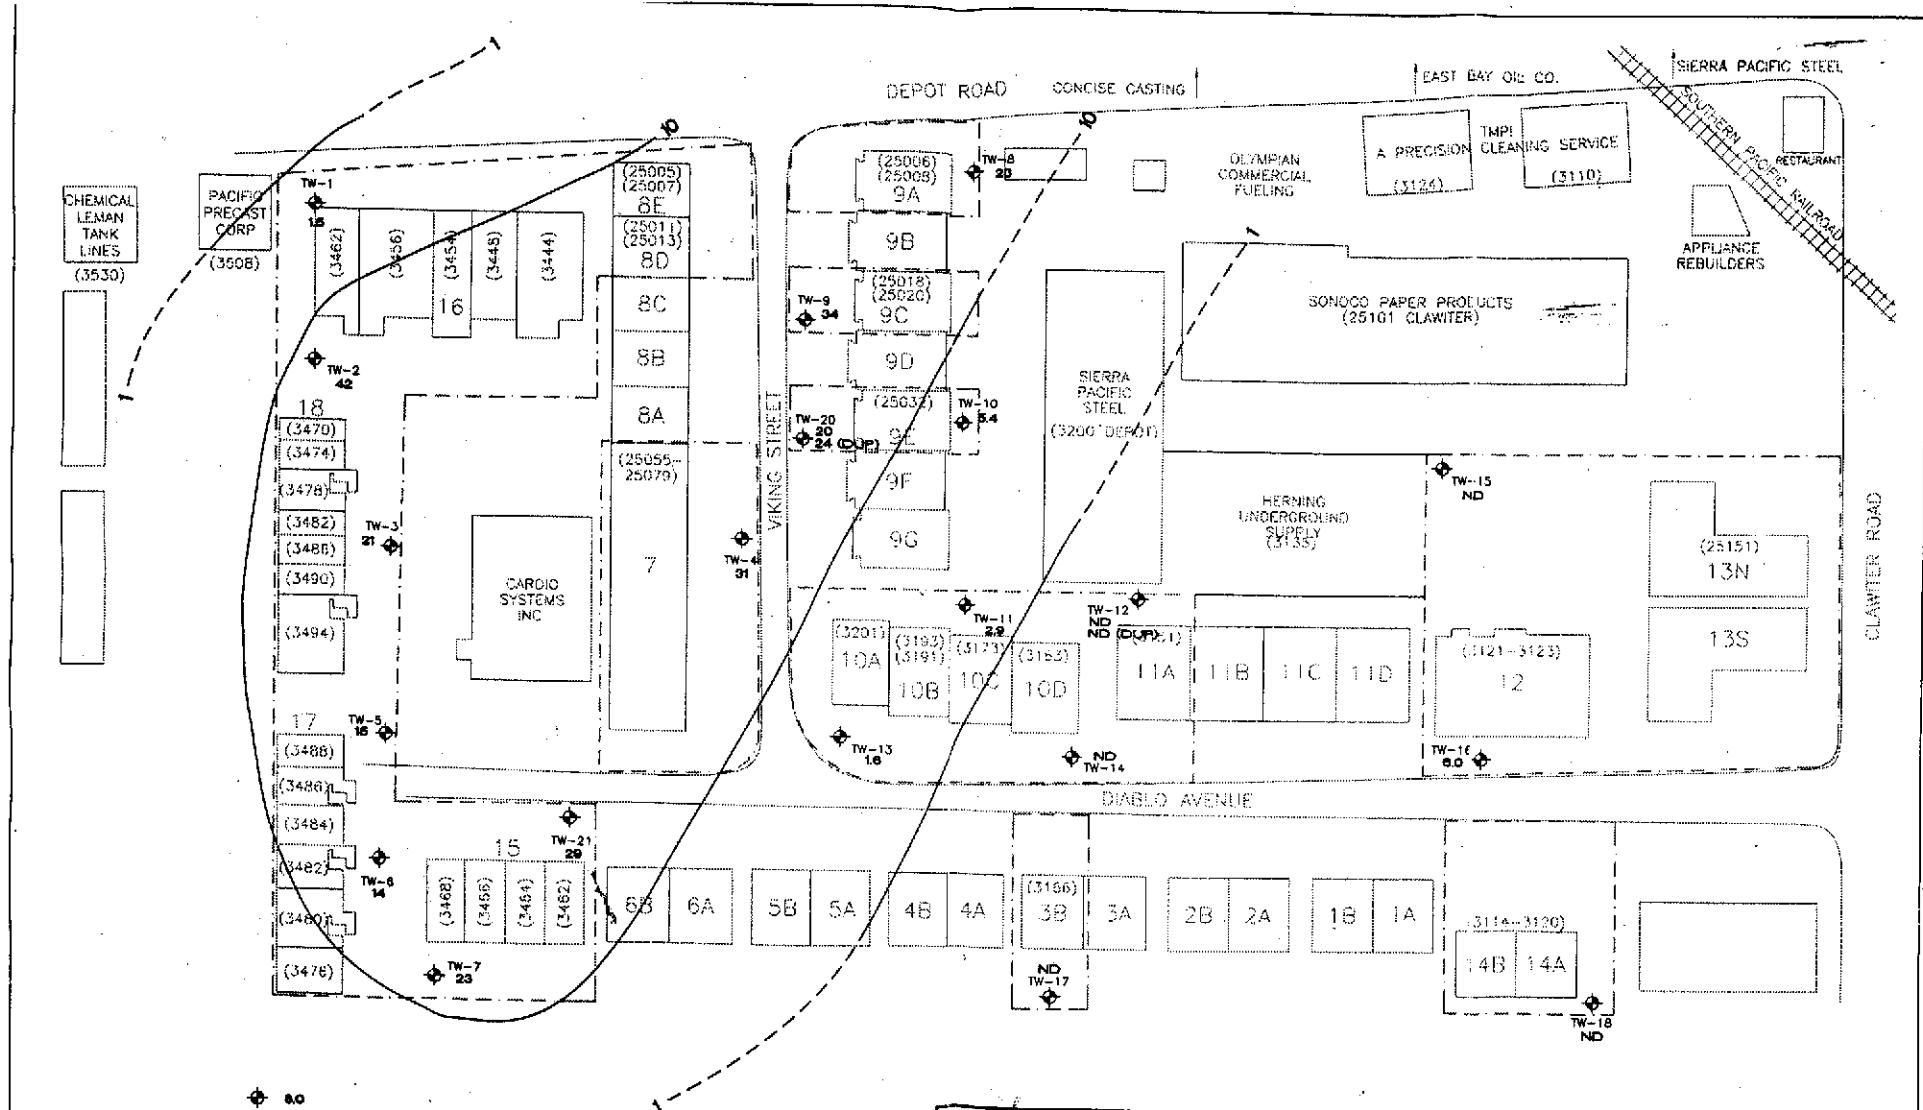 1
10
DEPOT ROAD
CONCISE CASTING
EAST BAY OIL CO.
SIERRA PACIFIC STEEL
SOUTHERN PACIFIC RAILROAD
RESTAURANT
APPLIANCE
REBUILDERS
CHEMICAL
LEMAN
TANK
LINES
(3530)
PACIFIC
PRECAST
CORP
(3508)
TW-1
(3462)
(3456)
(3454)
(3448)
(3444)
16
(25005)
(25007)
8E
(25011)
(25013)
8D
8C
8B
8A
(25055-
25079)
7
(25006)
(25008)
9A
9B
(25018)
(25020)
9C
9D
(25032)
9E
9F
9G
TW-8
TW-9
34
TW-10
5.4
TW-20
20
24 (DUP)
10
OLYMPIAN
COMMERCIAL
FUELING
TMPI
A PRECISION CLEANING SERVICE
(3124)
(3110)
1
SONOCO PAPER PRODUCTS
(25101 CLAWITER)
SIERRA
PACIFIC
STEEL
(3200 DEPOT)
HERNING
UNDERGROUND
SUPPLY
(3135)
TW-15
ND
(25151)
13N
13S
CLAWITER ROAD
VIKING STREET
1
TW-2
42
18
(3470)
(3474)
(3478)
(3482)
(3490)
(3494)
TW-3
21
CARDIO
SYSTEMS
INC
TW-4
31
TW-11
2.9
TW-12
ND
ND (DUP)
(3201)
10A
(3193)
(3191)
10B
(3173)
10C
10D
11A
11B
11C
11D
(3121-3123)
12
TW-16
6.0
TW-13
1.6
ND
TW-14
DIABLO AVENUE
17
(3488)
(3486)
(3484)
(3482)
(3480)
TW-5
TW-6
14
TW-21
29
15
(3468)
(3454)
(3462)
6B
6A
5B
5A
4B
4A
(3166)
3B
3A
2B
2A
1B
1A
(3114-3120)
14B
14A
TW-7
23
ND
TW-17
TW-18
ND
1